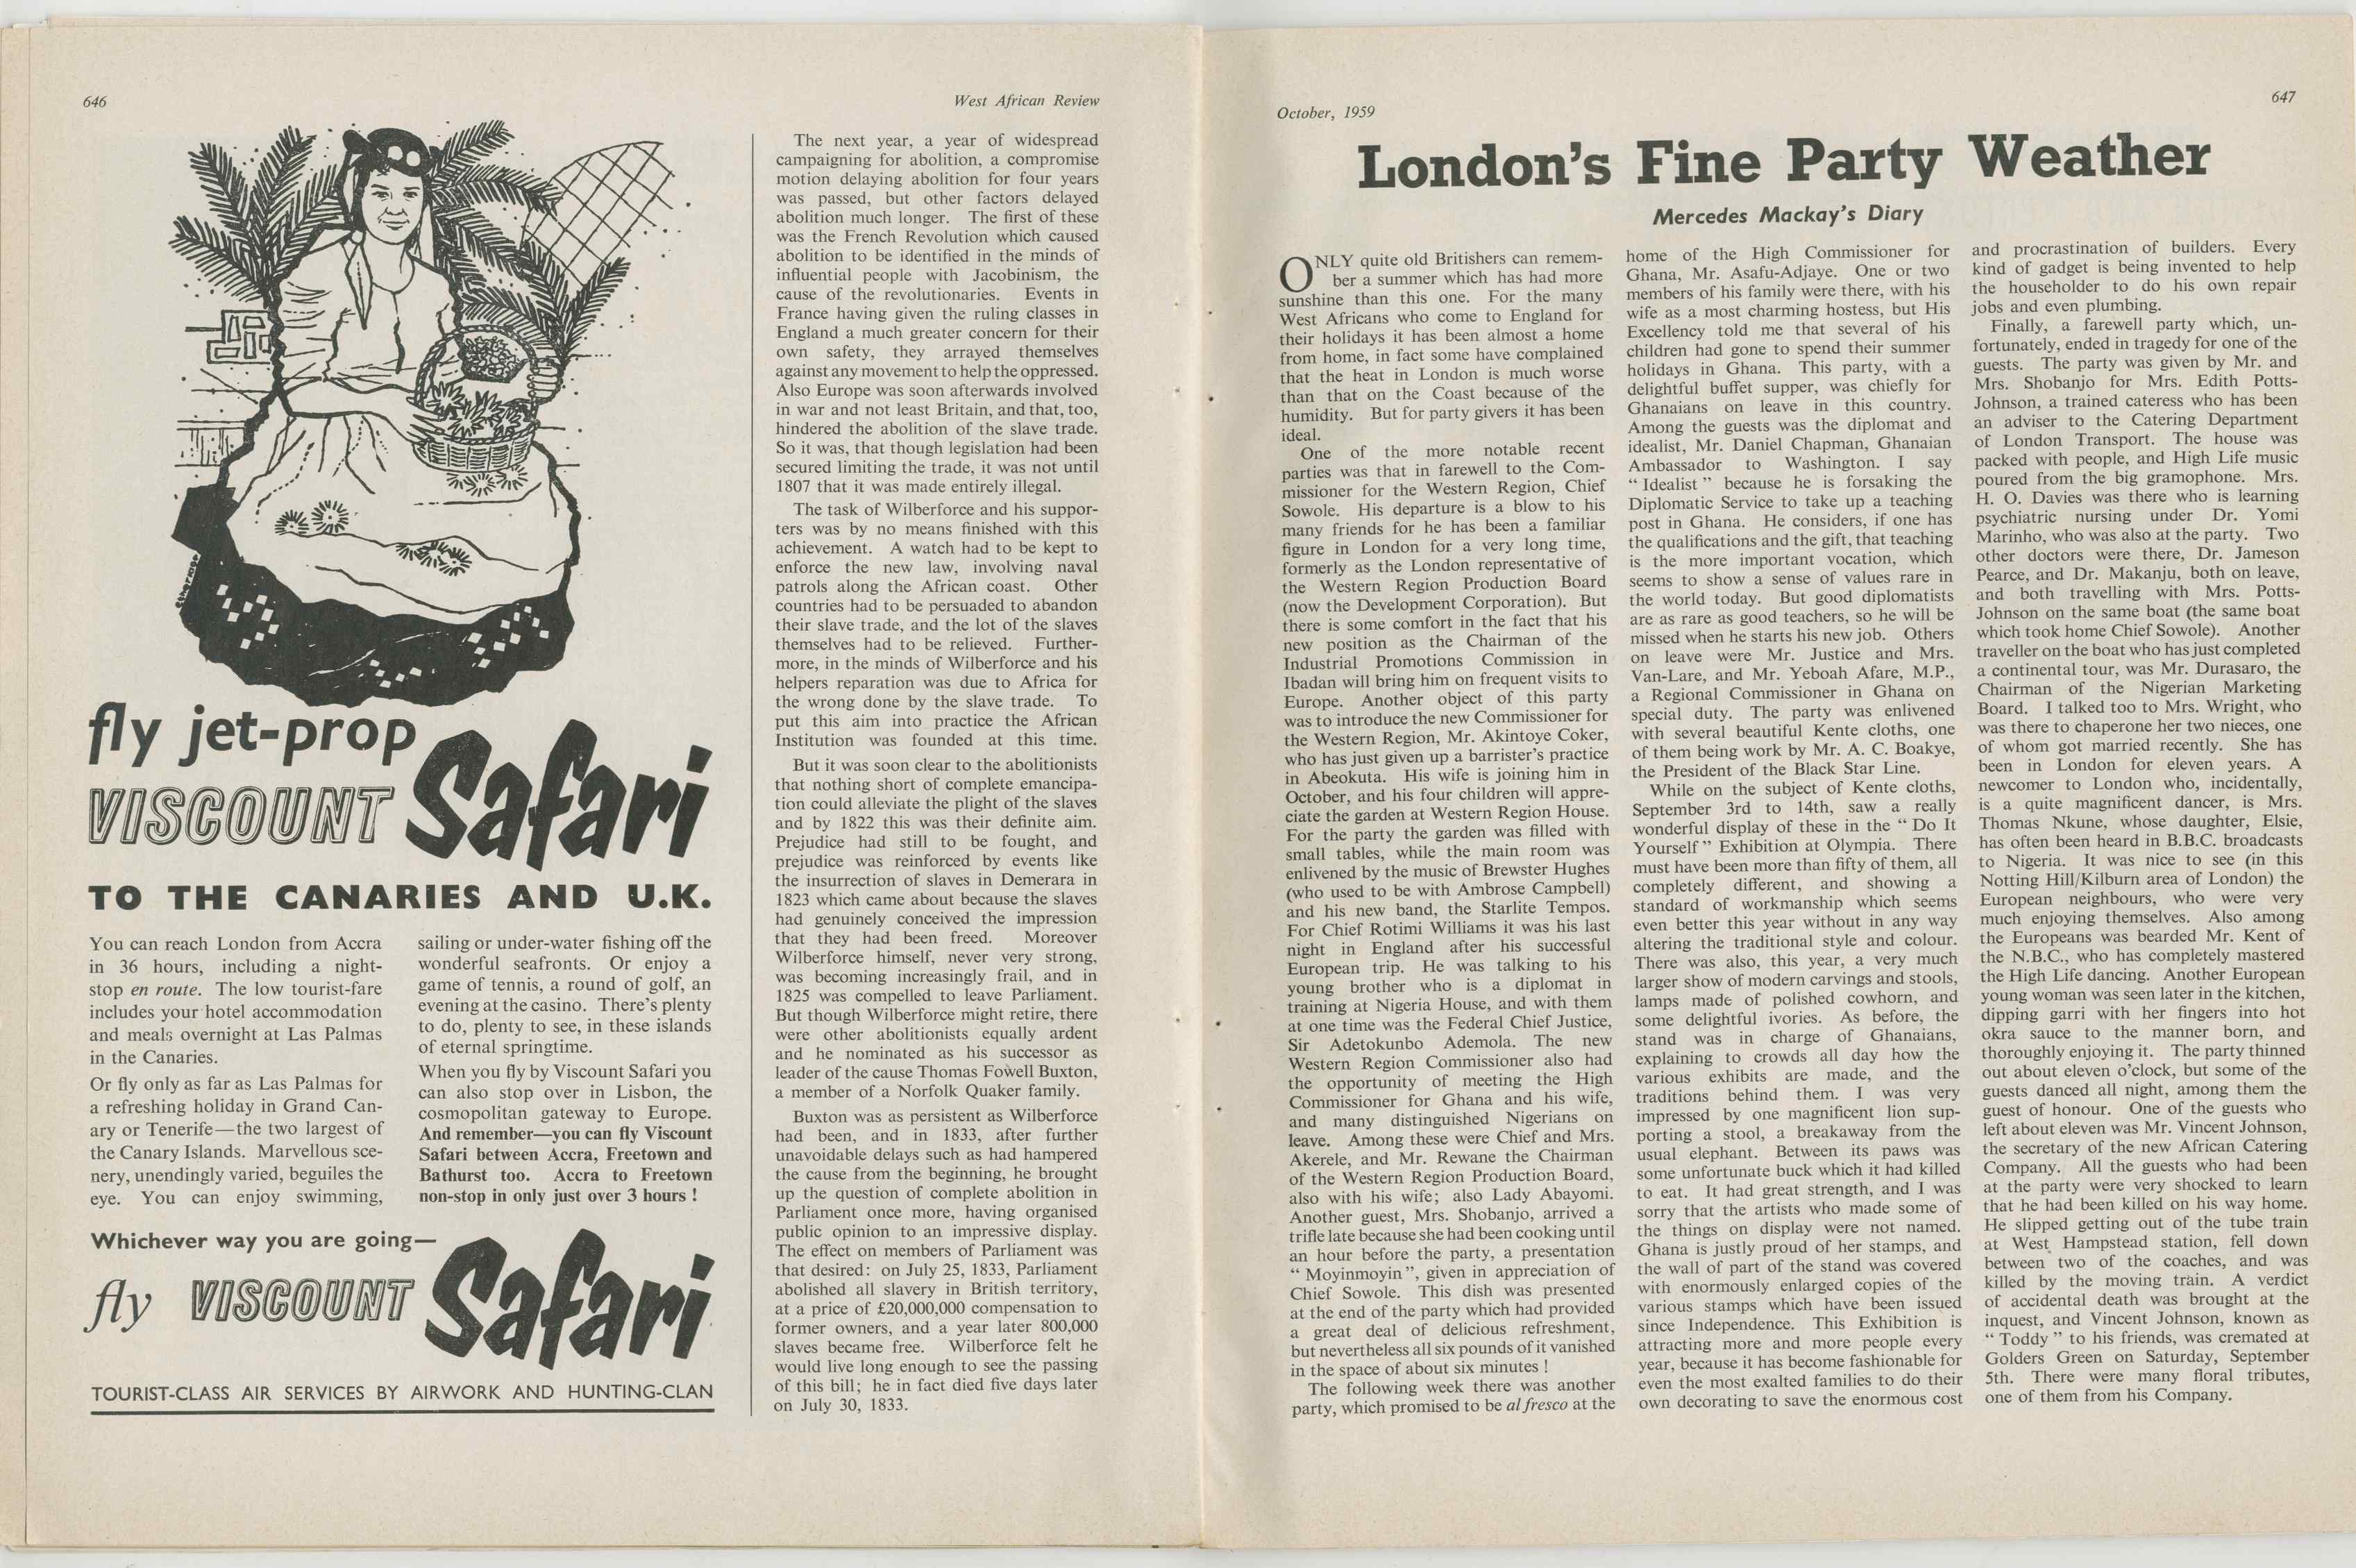 646
West African Review
fly jet-prop
VISCOUNT Safari
TO THE CANARIES AND U.K.
You can reach London from Accra
in 36 hours, including a night-
stop en route. The low tourist-fare
includes your hotel accommodation
and meals overnight at Las Palmas
in the Canaries.
Or fly only as far as Las Palmas for
a refreshing holiday in Grand Can-
ary or Tenerife—the two largest of
the Canary Islands. Marvellous sce-
nery, unendingly varied, beguiles the
eye. You can enjoy swimming,
sailing or under-water fishing off the
wonderful seafronts. Or enjoy a
game of tennis, a round of golf, an
evening at the casino. There's plenty
to do, plenty to see, in these islands
of eternal springtime.
When you fly by Viscount Safari you
can also stop over in Lisbon, the
cosmopolitan gateway to Europe.
And remember—you can fly Viscount
Safari between Accra, Freetown and
Bathurst too. Accra to Freetown
non-stop in only just over 3 hours !
Whichever way you are going—
fly VISCOUNT Safari
TOURIST-CLASS AIR SERVICES BY AIRWORK AND HUNTING-CLAN
The next year, a year of widespread
campaigning for abolition, a compromise
motion delaying abolition for four years
was passed, but other factors delayed
abolition much longer. The first of these
was the French Revolution which caused
abolition to be identified in the minds of
influential people with Jacobinism, the
cause of the revolutionaries. Events in
France having given the ruling classes in
England a much greater concern for their
own safety, they arrayed themselves
against any movement to help the oppressed.
Also Europe was soon afterwards involved
in war and not least Britain, and that, too,
hindered the abolition of the slave trade.
So it was, that though legislation had been
secured limiting the trade, it was not until
1807 that it was made entirely illegal.
The task of Wilberforce and his suppor-
ters was by no means finished with this
achievement. A watch had to be kept to
enforce the new law, involving naval
patrols along the African coast. Other
countries had to be persuaded to abandon
their slave trade, and the lot of the slaves
themselves had to be relieved. Further-
more, in the minds of Wilberforce and his
helpers reparation was due to Africa for
the wrong done by the slave trade. To
put this aim into practice the African
Institution was founded at this time.
But it was soon clear to the abolitionists
that nothing short of complete emancipa-
tion could alleviate the plight of the slaves
and by 1822 this was their definite aim.
Prejudice had still to be fought, and
prejudice was reinforced by events like
the insurrection of slaves in Demerara in
1823 which came about because the slaves
had genuinely conceived the impression
that they had been freed. Moreover
Wilberforce himself, never very strong,
was becoming increasingly frail, and in
1825 was compelled to leave Parliament.
But though Wilberforce might retire, there
were other abolitionists equally ardent
and he nominated as his successor as
leader of the cause Thomas Fowell Buxton,
a member of a Norfolk Quaker family.
Buxton was as persistent as Wilberforce
had been, and in 1833, after further
unavoidable delays such as had hampered
the cause from the beginning, he brought
up the question of complete abolition in
Parliament once more, having organised
public opinion to an impressive display.
The effect on members of Parliament was
that desired: on July 25, 1833, Parliament
abolished all slavery in British territory,
at a price of £20,000,000 compensation to
former owners, and a year later 800,000
slaves became free. Wilberforce felt he
would live long enough to see the passing
of this bill; he in fact died five days later
on July 30, 1833.
October, 1959
647
London's Fine Party Weather
Mercedes Mackay's Diary
ONLY quite old Britishers can remem-
ber a summer which has had more
sunshine than this one. For the many
West Africans who come to England for
their holidays it has been almost a home
from home, in fact some have complained
that the heat in London is much worse
than that on the Coast because of the
humidity. But for party givers it has been
ideal.
One of the more notable recent
parties was that in farewell to the Com-
missioner for the Western Region, Chief
Sowole. His departure is a blow to his
many friends for he has been a familiar
figure in London for a very long time,
formerly as the London representative of
the Western Region Production Board
(now the Development Corporation). But
there is some comfort in the fact that his
new position as the Chairman of the
Industrial Promotions Commission in
Ibadan will bring him on frequent visits to
Europe. Another object of this party
was to introduce the new Commissioner for
the Western Region, Mr. Akintoye Coker,
who has just given up a barrister's practice
in Abeokuta. His wife is joining him in
October, and his four children will appre-
ciate the garden at Western Region House.
For the party the garden was filled with
small tables, while the main room was
enlivened by the music of Brewster Hughes
(who used to be with Ambrose Campbell)
and his new band, the Starlite Tempos.
For Chief Rotimi Williams it was his last
night in England after his successful
European trip. He was talking to his
young brother who is a diplomat in
training at Nigeria House, and with them
at one time was the Federal Chief Justice,
Sir Adetokunbo Ademola. The new
Western Region Commissioner also had
the opportunity of meeting the High
Commissioner for Ghana and his wife,
and many distinguished Nigerians on
leave. Among these were Chief and Mrs.
Akerele, and Mr. Rewane the Chairman
of the Western Region Production Board,
also with his wife; also Lady Abayomi.
Another guest, Mrs. Shobanjo, arrived a
trifle late because she had been cooking until
an hour before the party, a presentation
" Moyinmoyin ", given in appreciation of
Chief Sowole. This dish was presented
at the end of the party which had provided
a great deal of delicious refreshment,
but nevertheless all six pounds of it vanished
in the space of about six minutes !
The following week there was another
party, which promised to be al fresco at the
home of the High Commissioner for
Ghana, Mr. Asafu-Adjaye. One or two
members of his family were there, with his
wife as a most charming hostess, but His
Excellency told me that several of his
children had gone to spend their summer
holidays in Ghana. This party, with a
delightful buffet supper, was chiefly for
Ghanaians on leave in this country.
Among the guests was the diplomat and
idealist, Mr. Daniel Chapman, Ghanaian
Ambassador to Washington. I say
" Idealist " because he is forsaking the
Diplomatic Service to take up a teaching
post in Ghana. He considers, if one has
the qualifications and the gift, that teaching
is the more important vocation, which
seems to show a sense of values rare in
the world today. But good diplomatists
are as rare as good teachers, so he will be
missed when he starts his new job. Others
on leave were Mr. Justice and Mrs.
Van-Lare, and Mr. Yeboah Afare, M.P.,
a Regional Commissioner in Ghana on
special duty. The party was enlivened
with several beautiful Kente cloths, one
of them being work by Mr. A. C. Boakye,
the President of the Black Star Line.
While on the subject of Kente cloths,
September 3rd to 14th, saw a really
wonderful display of these in the " Do It
Yourself " Exhibition at Olympia. There
must have been more than fifty of them, all
completely different, and showing a
standard of workmanship which seems
even better this year without in any way
altering the traditional style and colour.
There was also, this year, a very much
larger show of modern carvings and stools,
lamps made of polished cowhorn, and
some delightful ivories. As before, the
stand was in charge of Ghanaians,
explaining to crowds all day how the
various exhibits are made, and the
traditions behind them. I was very
impressed by one magnificent lion sup-
porting a stool, a breakaway from the
usual elephant. Between its paws was
some unfortunate buck which it had killed
to eat. It had great strength, and I was
sorry that the artists who made some of
the things on display were not named.
Ghana is justly proud of her stamps, and
the wall of part of the stand was covered
with enormously enlarged copies of the
various stamps which have been issued
since Independence. This Exhibition is
attracting more and more people every
year, because it has become fashionable for
even the most exalted families to do their
own decorating to save the enormous cost
and procrastination of builders. Every
kind of gadget is being invented to help
the householder to do his own repair
jobs and even plumbing.
Finally, a farewell party which, un-
fortunately, ended in tragedy for one of the
guests. The party was given by Mr. and
Mrs. Shobanjo for Mrs. Edith Potts-
Johnson, a trained cateress who has been
an adviser to the Catering Department
of London Transport. The house was
packed with people, and High Life music
poured from the big gramophone. Mrs.
H. O. Davies was there who is learning
psychiatric nursing under Dr. Yomi
Marinho, who was also at the party. Two
other doctors were there, Dr. Jameson
Pearce, and Dr. Makanju, both on leave,
and both travelling with Mrs. Potts-
Johnson on the same boat (the same boat
which took home Chief Sowole). Another
traveller on the boat who has just completed
a continental tour, was Mr. Durasaro, the
Chairman of the Nigerian Marketing
Board. I talked too to Mrs. Wright, who
was there to chaperone her two nieces, one
of whom got married recently. She has
been in London for eleven years. A
newcomer to London who, incidentally,
is a quite magnificent dancer, is Mrs.
Thomas Nkune, whose daughter, Elsie,
has often been heard in B.B.C. broadcasts
to Nigeria. It was nice to see (in this
Notting Hill/Kilburn area of London) the
European neighbours, who were very
much enjoying themselves. Also among
the Europeans was bearded Mr. Kent of
the N.B.C., who has completely mastered
the High Life dancing. Another European
young woman was seen later in the kitchen,
dipping garri with her fingers into hot
okra sauce to the manner born, and
thoroughly enjoying it. The party thinned
out about eleven o'clock, but some of the
guests danced all night, among them the
guest of honour. One of the guests who
left about eleven was Mr. Vincent Johnson,
the secretary of the new African Catering
Company. All the guests who had been
at the party were very shocked to learn
that he had been killed on his way home.
He slipped getting out of the tube train
at West Hampstead station, fell down
between two of the coaches, and was
killed by the moving train. A verdict
of accidental death was brought at the
inquest, and Vincent Johnson, known as
" Toddy " to his friends, was cremated at
Golders Green on Saturday, September
5th. There were many floral tributes,
one of them from his Company.